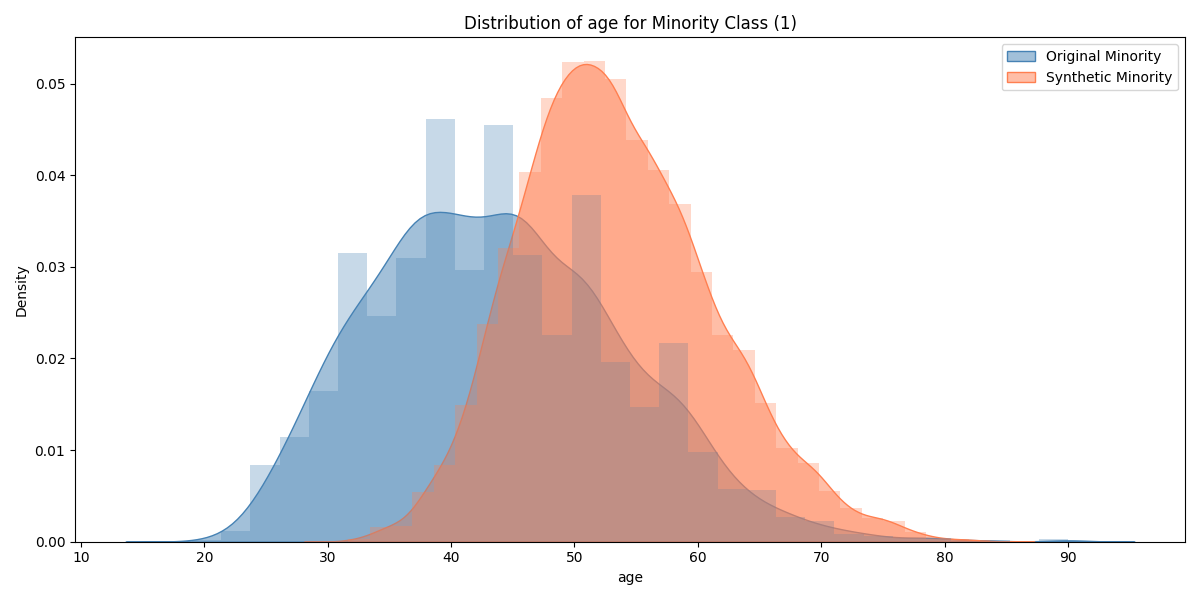 Distribution of age for Minority Class (1)
Original Minority
Synthetic Minority
0.05
0.04
0.03
0.02
0.01
0.00
Density
10 20 30 40 50 60 70 80 90
age